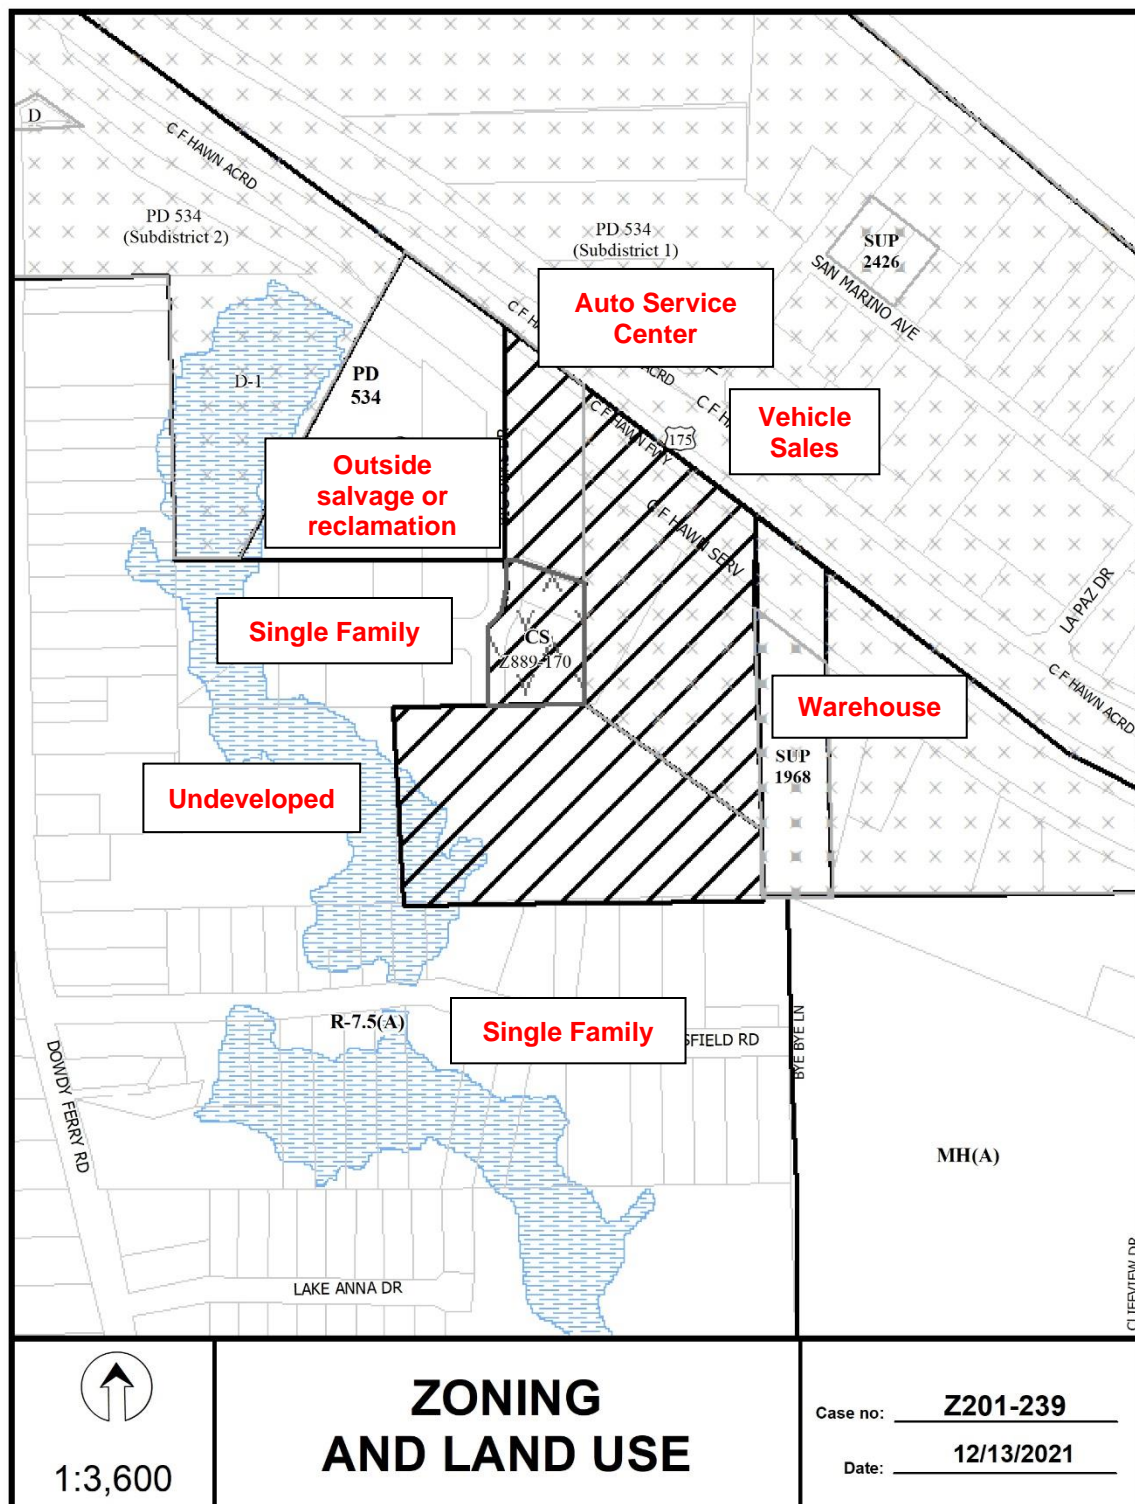 D
C F HAWN ACRD
PD 534
(Subdistrict 2)
PD 534
(Subdistrict 1)
SUP
2426
SAN MARINO AVE
Auto Service
Center
C F
ACRD
D-1
PD
534
C F HAWN FWY
175
C F
Vehicle
Sales
Outside
salvage or
reclamation
C F HAWN SERV
LA PAZ DR
Single Family
CS
Z889-170
C F HAWN ACRD
Warehouse
SUP
1968
Undeveloped
R-7.5(A)
Single Family
SFIELD RD
BYE BYE LN
DOWDY FERRY RD
MH(A)
LAKE ANNA DR
CLIFFVIEW DR
1:3,600
ZONING
AND LAND USE
Case no: Z201-239
Date: 12/13/2021